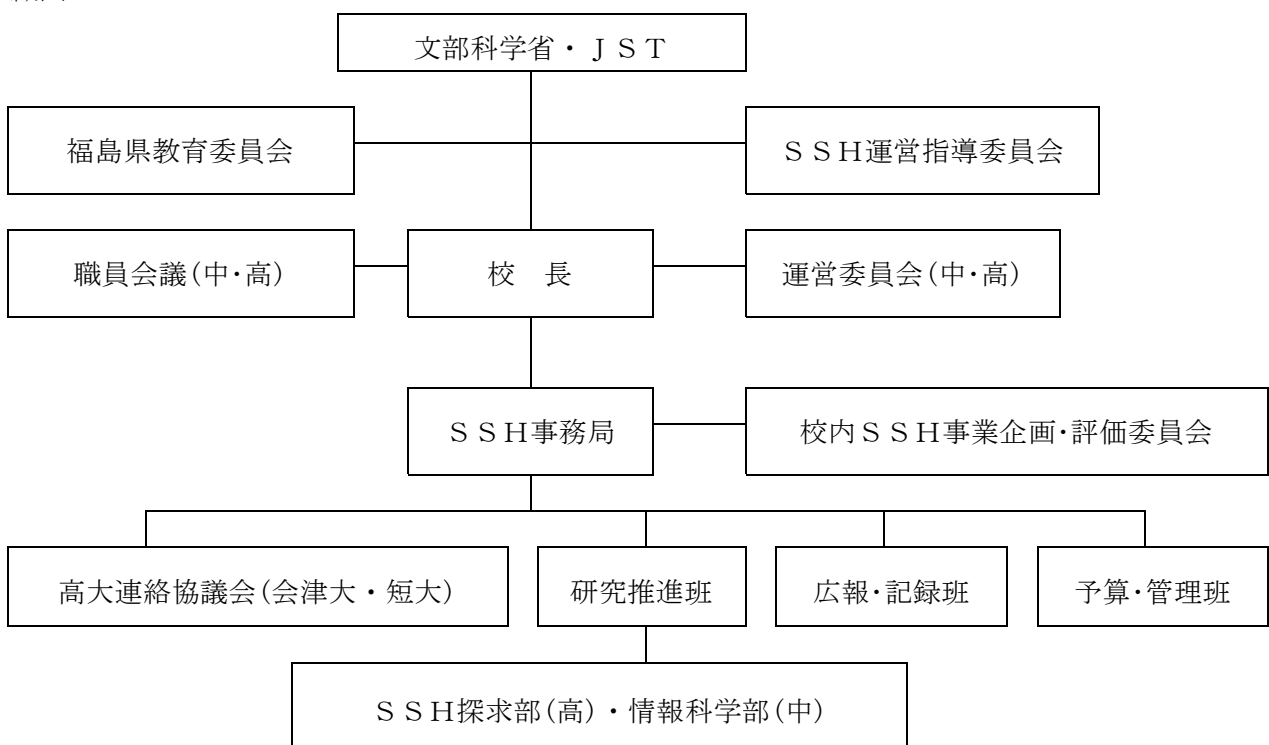 文部科学省・ＪＳＴ
福島県教育委員会
ＳＳＨ運営指導委員会
職員会議(中・高)
校　長
運営委員会(中・高)
ＳＳＨ事務局
校内ＳＳＨ事業企画・評価委員会
高大連絡協議会(会津大・短大)
研究推進班
広報・記録班
予算・管理班
ＳＳＨ探求部(高)・情報科学部(中)